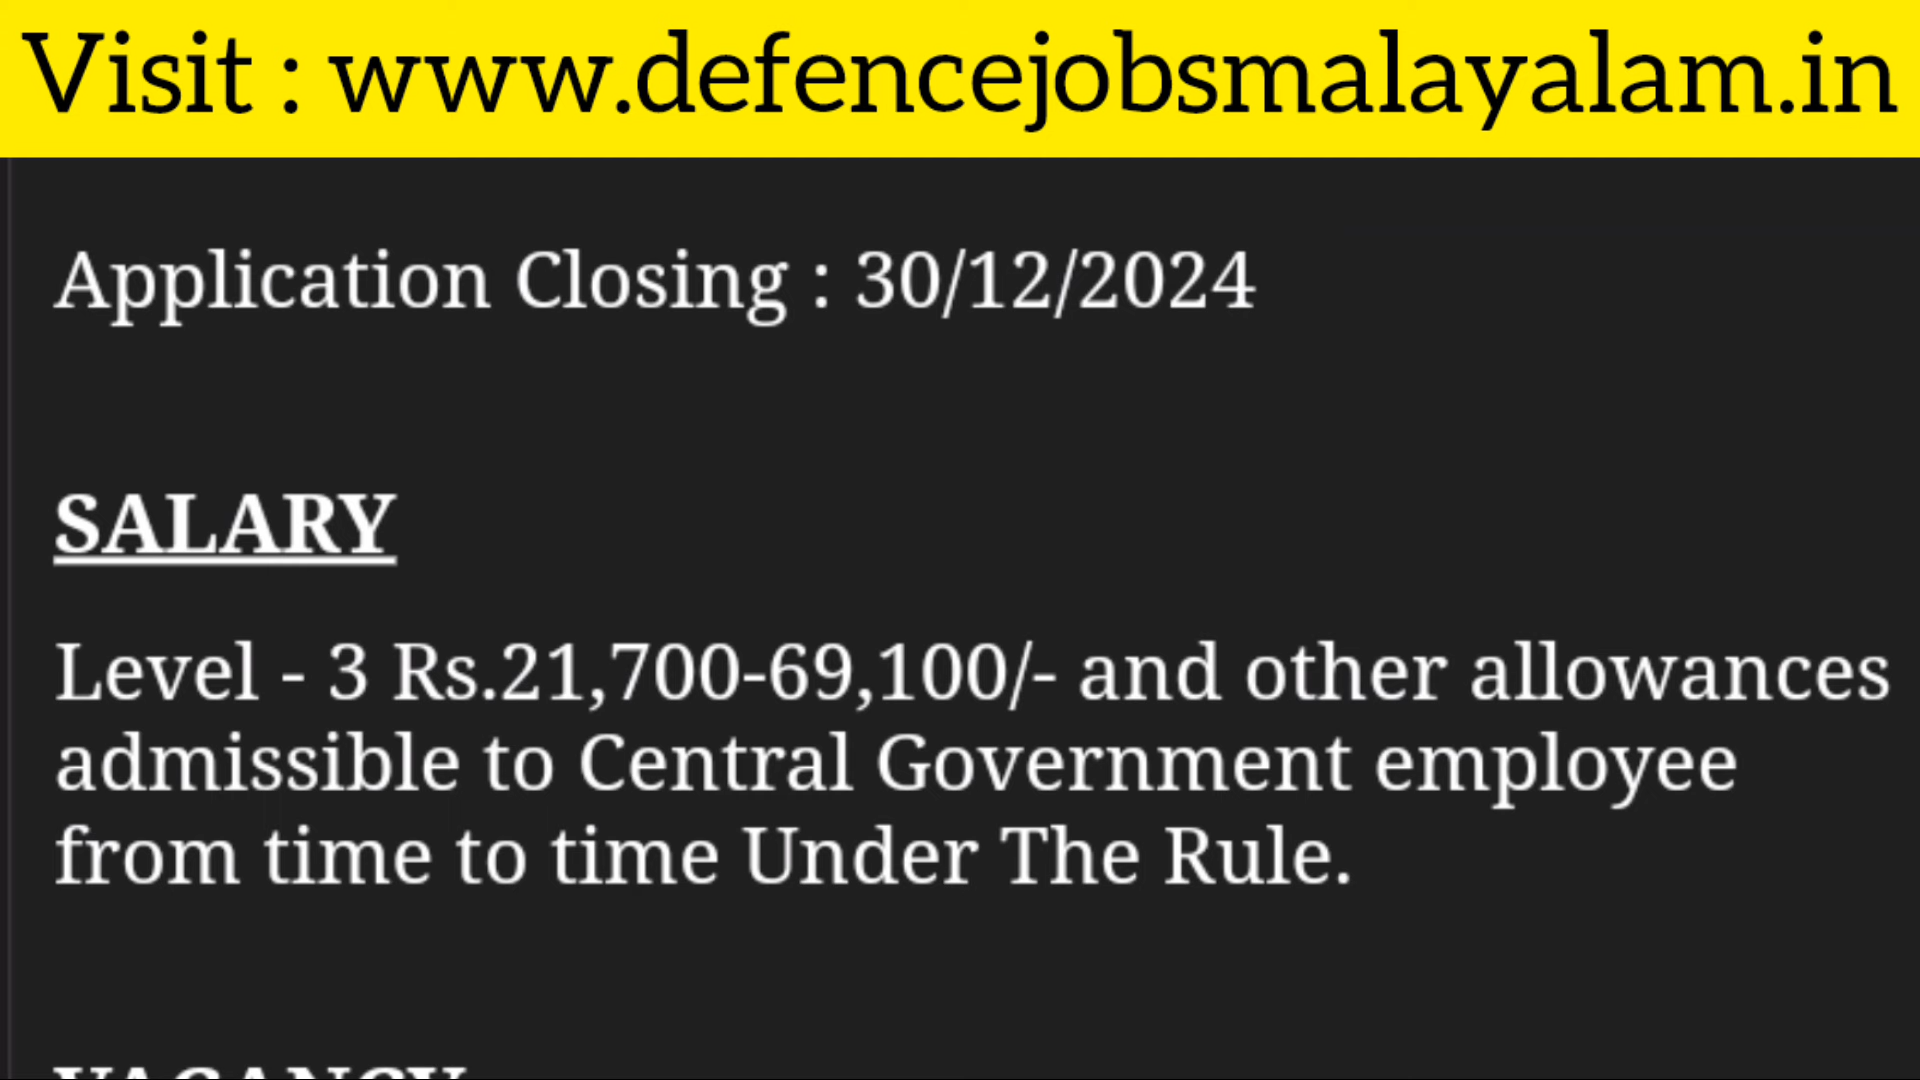 Visit : www.defencejobsmalayalam.in
Application Closing : 30/12/2024
SALARY
Level - 3 Rs.21,700-69,100/- and other allowances
admissible to Central Government employee
from time to time Under The Rule.
VACANCY